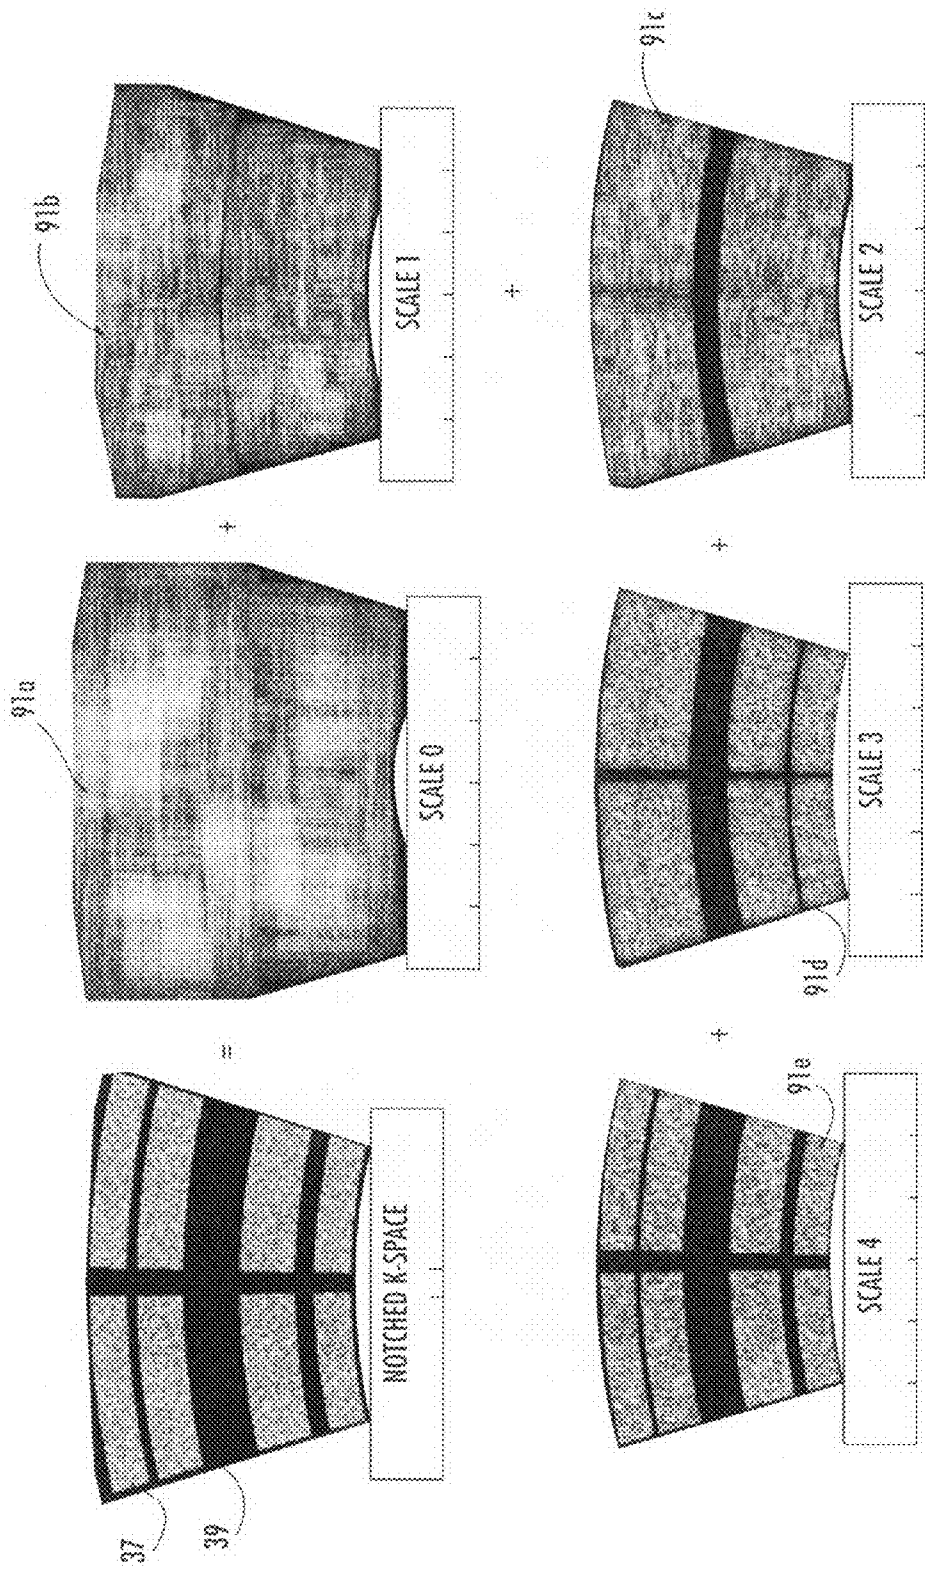 37
39
NOTCHED K-SPACE
=
91a
SCALE 0
+
91b
SCALE 1
+
91c
SCALE 2
+
91d
SCALE 3
+
91e
SCALE 4